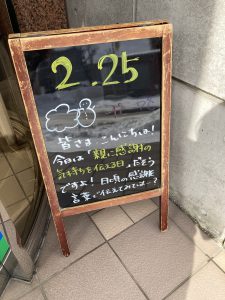 2.25
皆さま こんにちは！
今日は「親に感謝の
気持ちを伝える日」だそう
ですよ！日頃の感謝
言葉に伝えてみては…？